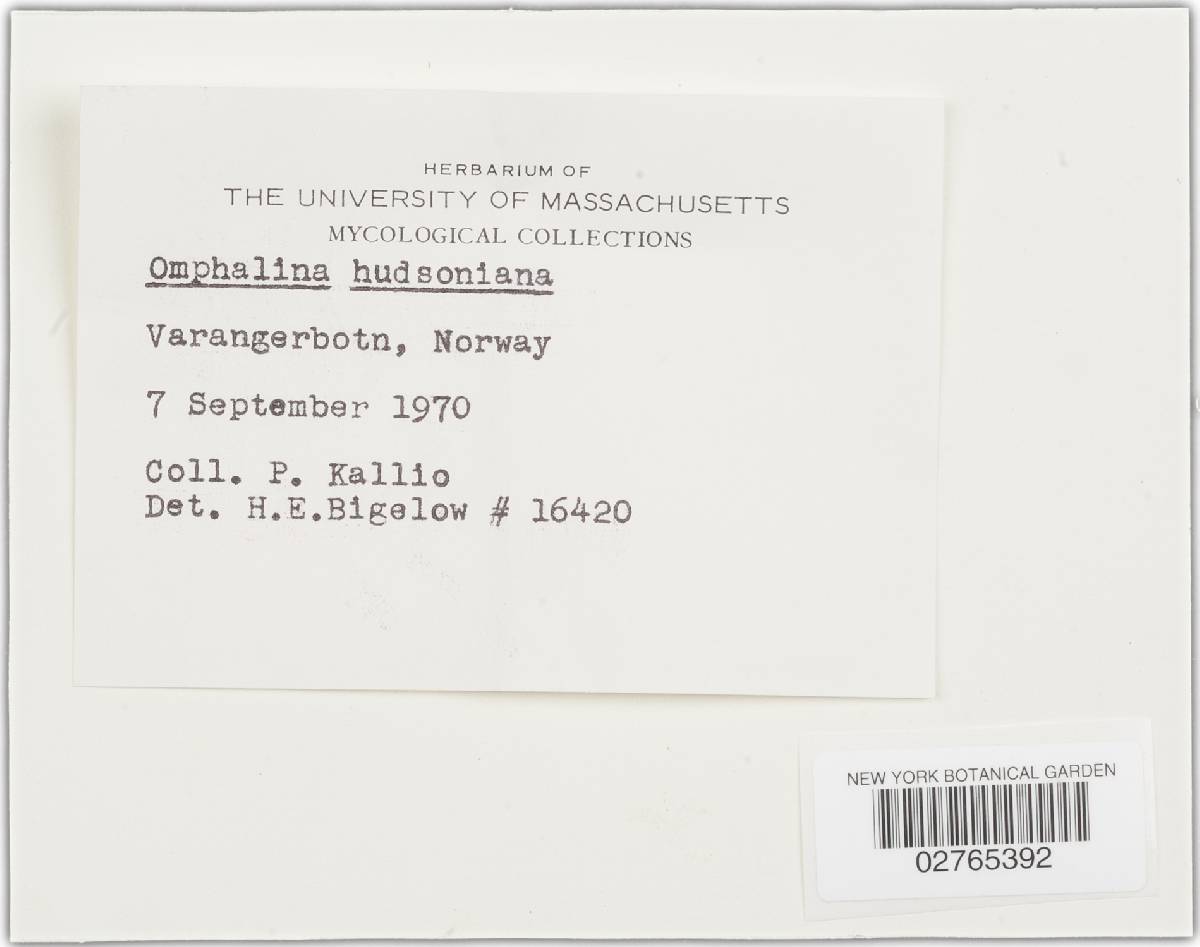 HERBARIUM OF
THE UNIVERSITY OF MASSACHUSETTS
MYCOLOGICAL COLLECTIONS
Omphalina hudsoniana
Varangerbotn, Norway
7 September 1970
Coll. P. Kallio
Det. H.E.Bigelow # 16420
NEW YORK BOTANICAL GARDEN
02765392